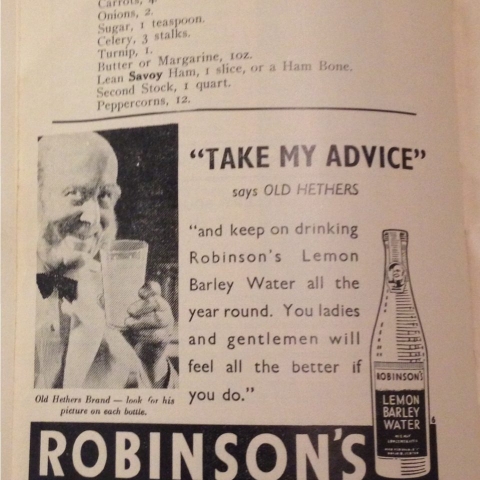 Carrots, 4.
Onions, 2.
Sugar, 1 teaspoon.
Celery, 3 stalks.
Turnip, 1.
Butter or Margarine, 1oz.
Lean Savoy Ham, 1 slice, or a Ham Bone.
Second Stock, 1 quart.
Peppercorns, 12.
"TAKE MY ADVICE"
says OLD HETHERS
"and keep on drinking
Robinson's Lemon
Barley Water all the
year round. You ladies
and gentlemen will
feel all the better if
you do."
Old Hethers Brand — look for his
picture on each bottle.
ROBINSON'S
LEMON
BARLEY
WATER
ROBINSON'S